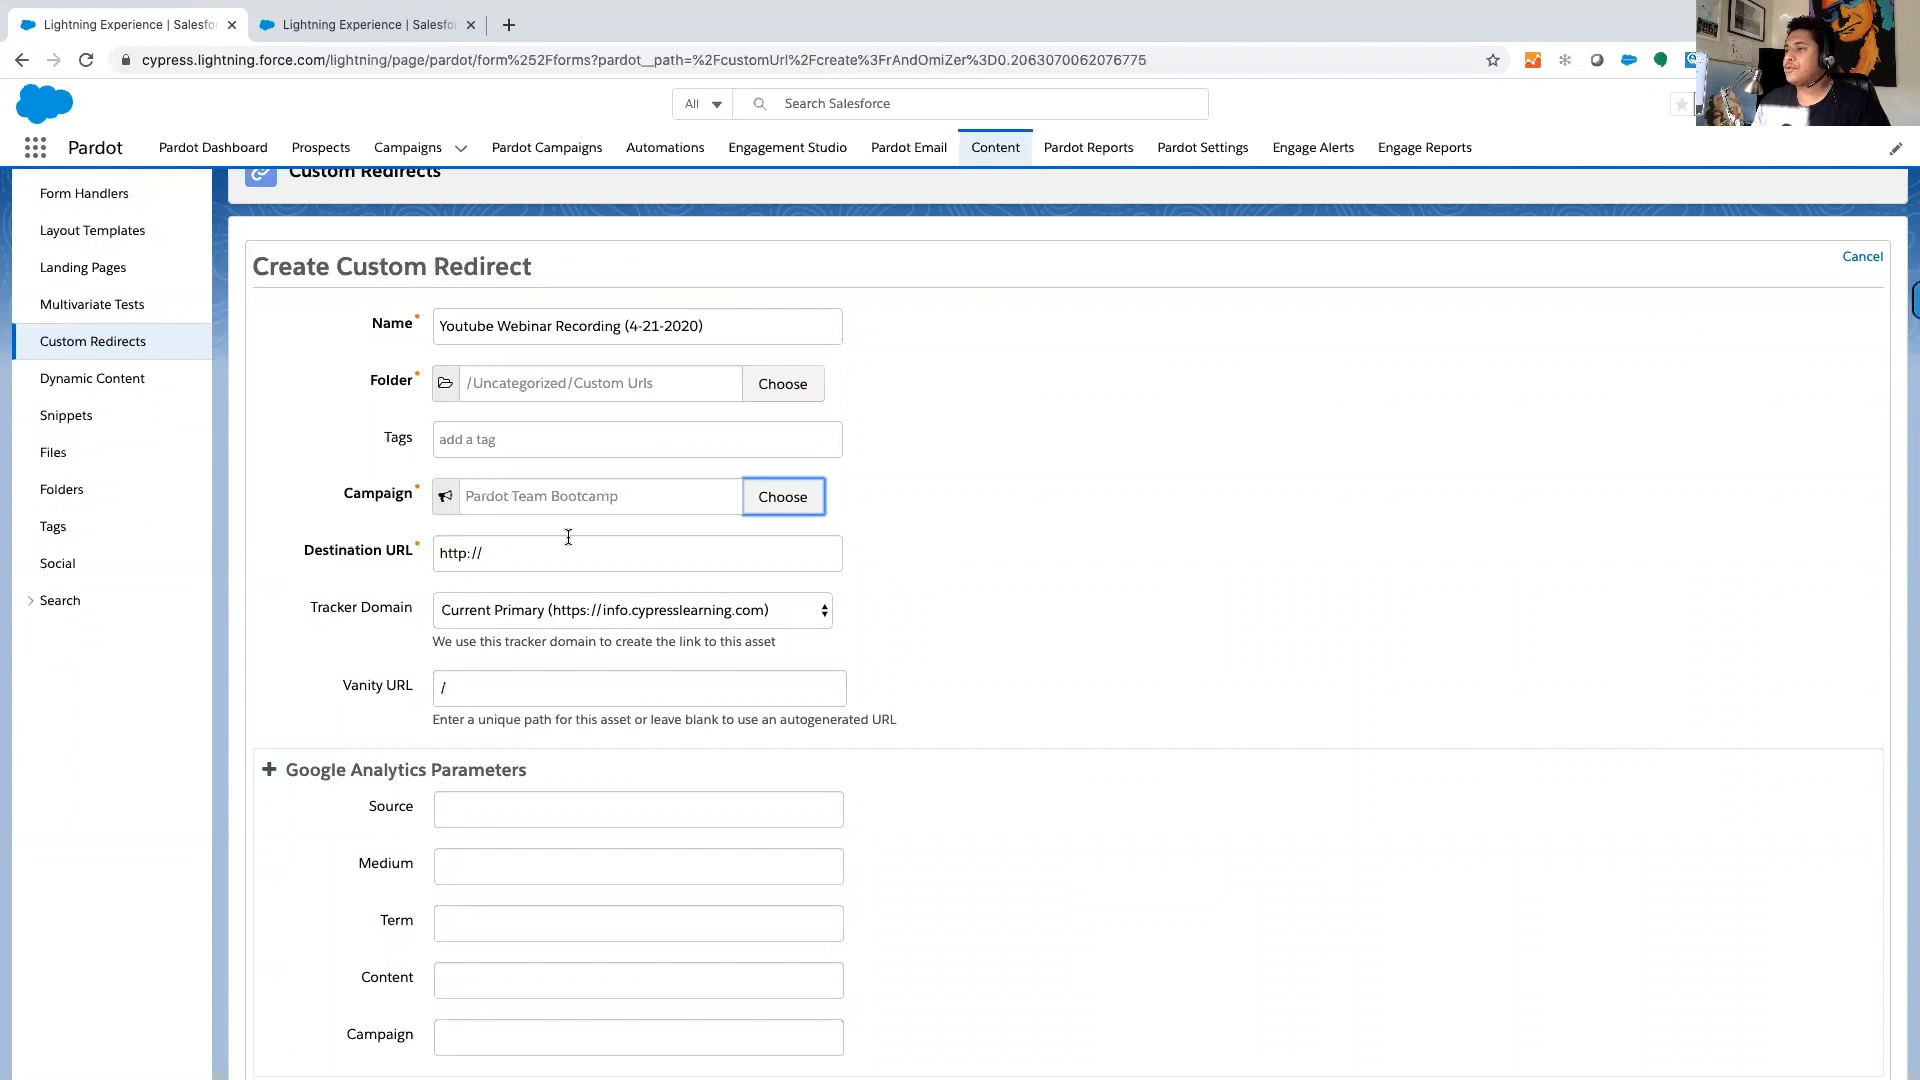 Lightning Experience | Salesfor
Lightning Experience | Salesfor
cypress.lightning.force.com/lightning/page/pardot/form%252Fforms?pardot__path=%2FcustomUrl%2Fcreate%3FrAndOmiZer%3D0.2063070062076775
All
Search Salesforce
Pardot
Pardot Dashboard
Prospects
Campaigns
Pardot Campaigns
Automations
Engagement Studio
Pardot Email
Content
Pardot Reports
Pardot Settings
Engage Alerts
Engage Reports
Form Handlers
Layout Templates
Landing Pages
Multivariate Tests
Custom Redirects
Dynamic Content
Snippets
Files
Folders
Tags
Social
Search
Custom Redirects
Create Custom Redirect
Cancel
Name*
Youtube Webinar Recording (4-21-2020)
Folder*
/Uncategorized/Custom Urls
Choose
Tags
add a tag
Campaign*
Pardot Team Bootcamp
Choose
Destination URL*
http://
Tracker Domain
Current Primary (https://info.cypresslearning.com)
We use this tracker domain to create the link to this asset
Vanity URL
/
Enter a unique path for this asset or leave blank to use an autogenerated URL
Google Analytics Parameters
Source
Medium
Term
Content
Campaign